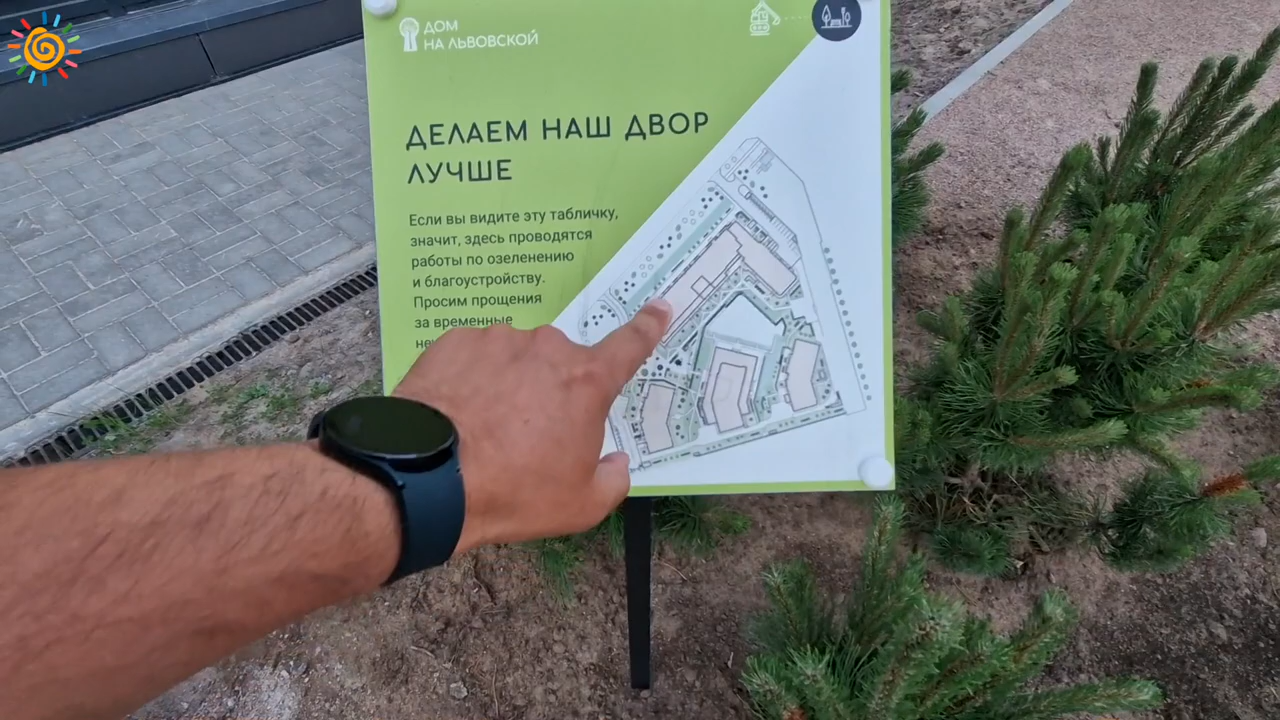 ДОМ
НА ЛЬВОВСКОЙ
ДЕЛАЕМ НАШ ДВОР
ЛУЧШЕ
Если вы видите эту табличку,
значит, здесь проводятся
работы по озеленению
и благоустройству.
Просим прощения
за временные